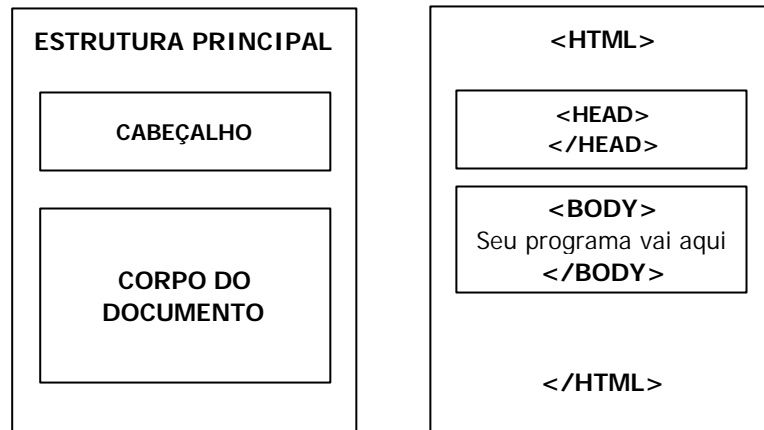 ESTRUTURA PRINCIPAL
CABEÇALHO
CORPO DO
DOCUMENTO
<HTML>
<HEAD>
</HEAD>
<BODY>
Seu programa vai aqui
</BODY>
</HTML>